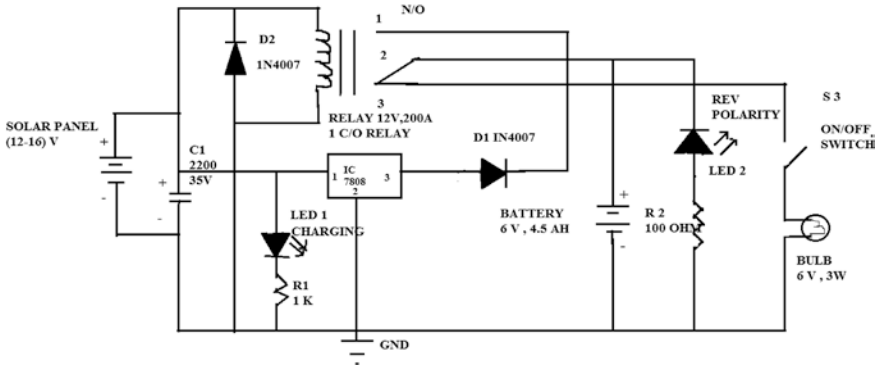 N/O
1
D2
1N4007
2
3
RELAY 12V,200A
1 C/O RELAY
REV
POLARITY
S 3
ON/OFF,
SWITCH
SOLAR PANEL
(12-16) V
+
-
C1
2200
35V
+
-
1
IC
7808
2
3
D1 IN4007
LED 2
LED 1
CHARGING
BATTERY
6 V , 4.5 AH
+
-
R 2
100 OHM
R1
1 K
BULB
6 V , 3W
GND